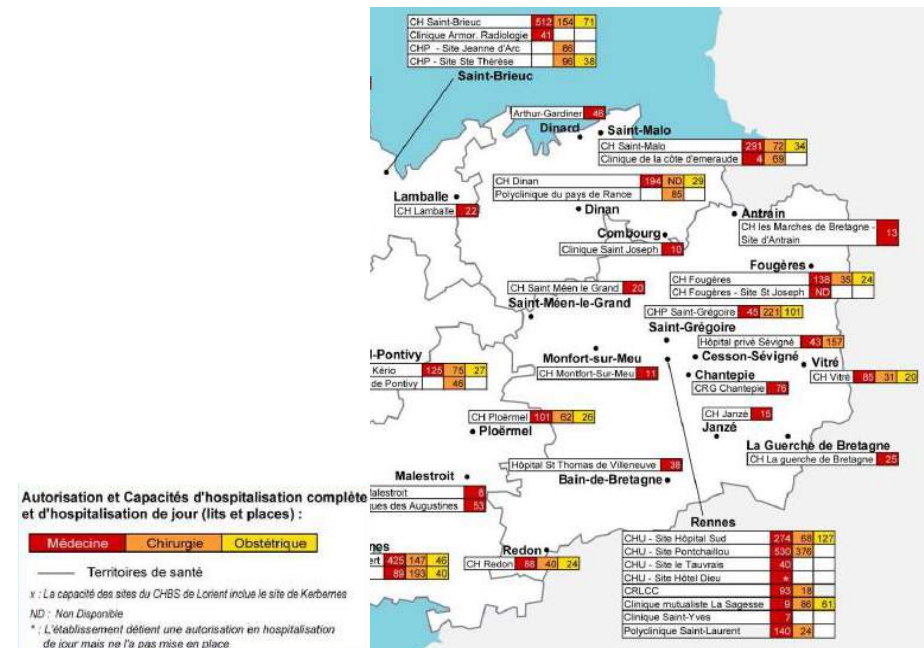 CH Saint-Brieuc 512 154 71
Clinique Armor. Radiologie 41
CHP - Site Jeanne d'Arc 86
CHP - Site Ste Thérèse 96 38
Saint-Brieuc
Arthur-Gardiner 46
Dinard
Saint-Malo
CH Saint-Malo 291 72 34
Clinique de la côte d'emeraude 4 69
CH Dinan 194 ND 29
Polyclinique du pays de Rance 85
Dinan
Lamballe
CH Lamballe 22
Antrain
CH les Marches de Bretagne - 13
Site d'Antrain
Combourg
Clinique Saint Joseph 10
Fougères
CH Fougères 138 35 24
CH Fougères - Site St Joseph ND
CH Saint Méen le Grand 20
Saint-Méen-le-Grand
CHP Saint-Grégoire 45 221 101
Saint-Grégoire
Hôpital privé Sévigné 43 157
Cesson-Sévigné
l-Pontivy
Kério 125 75 27
de Pontivy 46
Monfort-sur-Meu
CH Montfort-Sur-Meu 11
Vitré
CH Vitré 85 31 20
Chantepie
CRG Chantepie 76
CH Janzé 15
Janzé
CH Ploërmel 101 62 26
Ploërmel
La Guerche de Bretagne
CH La guerche de Bretagne 25
Hôpital St Thomas de Villeneuve 38
Bain-de-Bretagne
Malestroit
alestroit 8
ues des Augustines 53
Autorisation et Capacités d'hospitalisation complète
et d'hospitalisation de jour (lits et places) :
Médecine Chirurgie Obstétrique
Territoires de santé
x : La capacité des sites du CHBS de Lorient inclue le site de Kerbernes
ND : Non Disponible
* : L'établissement détient une autorisation en hospitalisation
de jour mais ne l'a pas mise en place
nes
ert 425 147 46
89 193 40
Redon
CH Redon 68 40 24
Rennes
CHU - Site Hôpital Sud 274 68 127
CHU - Site Pontchaillou 530 376
CHU - Site le Tauvrais 40
CHU - Site Hôtel Dieu *
CRLCC 93 18
Clinique mutualiste La Sagesse 9 86 61
Clinique Saint-Yves 7
Polyclinique Saint-Laurent 140 24